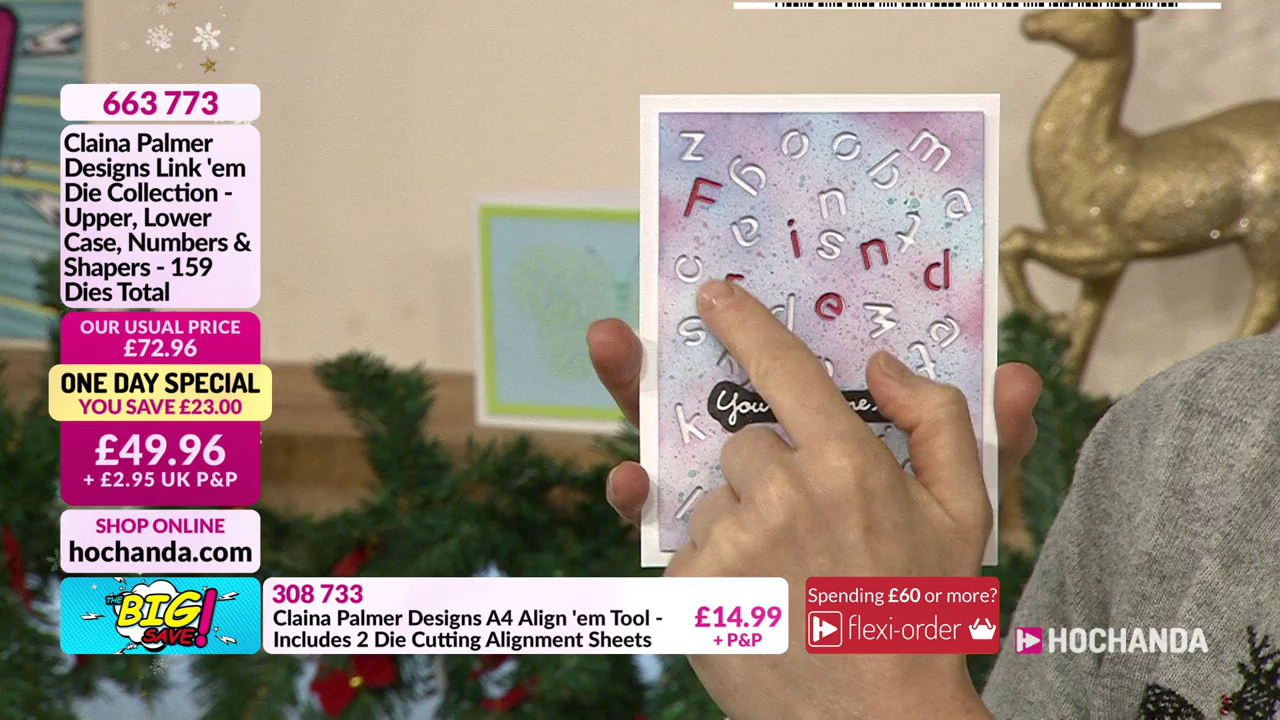 663 773
Claina Palmer
Designs Link 'em
Die Collection -
Upper, Lower
Case, Numbers &
Shapers - 159
Dies Total
OUR USUAL PRICE
£72.96
ONE DAY SPECIAL
YOU SAVE £23.00
£49.96
+ £2.95 UK P&P
SHOP ONLINE
hochanda.com
THE BIG SAVE!
308 733
Claina Palmer Designs A4 Align 'em Tool -
Includes 2 Die Cutting Alignment Sheets
£14.99
+ P&P
Spending £60 or more?
flexi-order
HOCHANDA
z o o b m
F g n a
a i s n t
c r e d
s d w a t
You
k